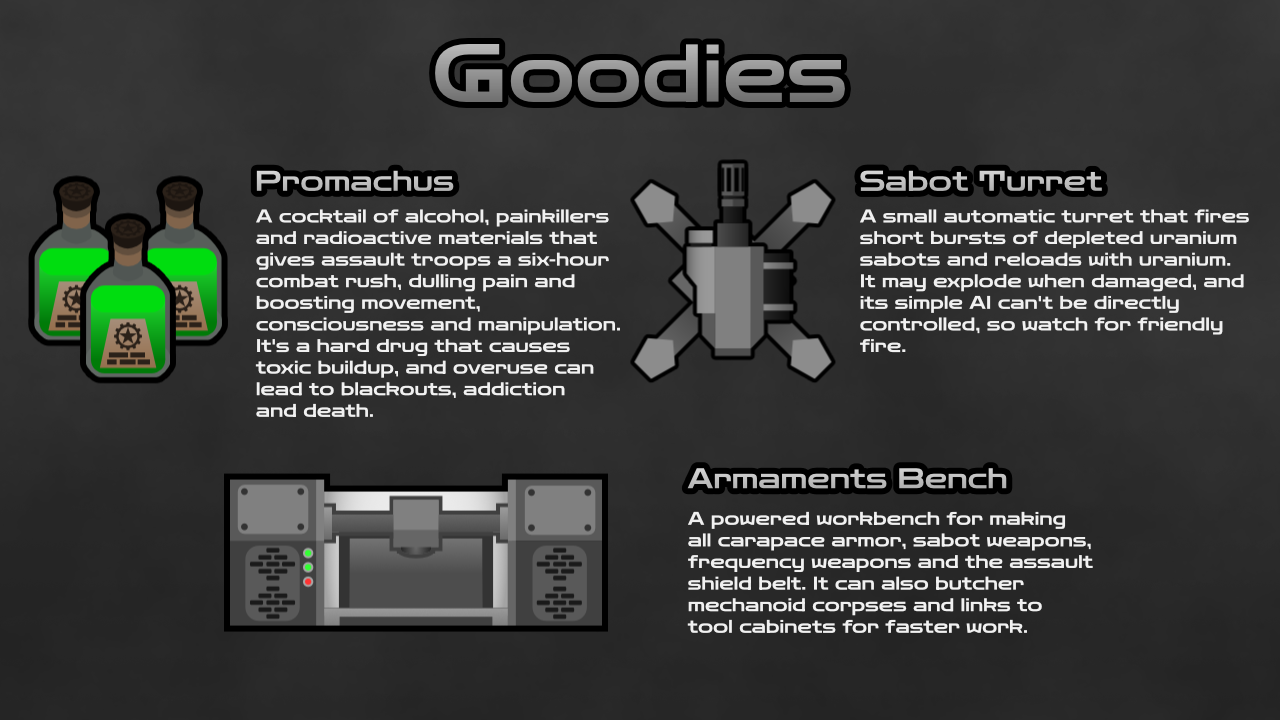 Goodies
Promachus
A cocktail of alcohol, painkillers
and radioactive materials that
gives assault troops a six-hour
combat rush, dulling pain and
boosting movement,
consciousness and manipulation.
It's a hard drug that causes
toxic buildup, and overuse can
lead to blackouts, addiction
and death.
Sabot Turret
A small automatic turret that fires
short bursts of depleted uranium
sabots and reloads with uranium.
It may explode when damaged, and
its simple AI can't be directly
controlled, so watch for friendly
fire.
Armaments Bench
A powered workbench for making
all carapace armor, sabot weapons,
frequency weapons and the assault
shield belt. It can also butcher
mechanoid corpses and links to
tool cabinets for faster work.